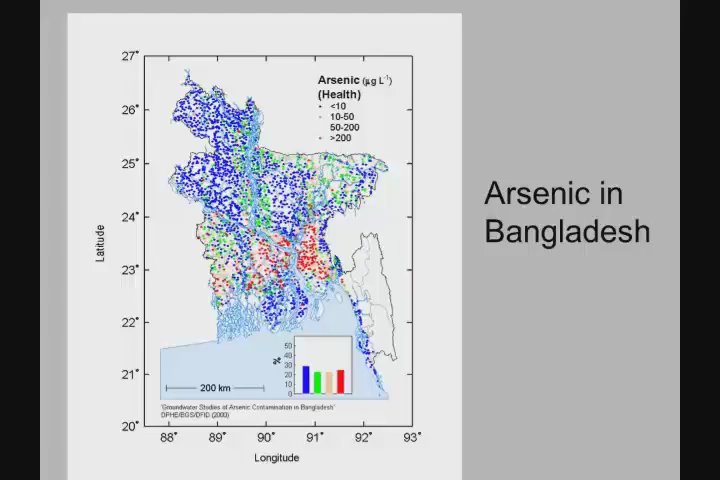 Arsenic in
Bangladesh
Arsenic (µg L⁻¹)
(Health)
<10
10-50
50-200
>200
27°
26°
25°
24°
23°
22°
21°
20°
Latitude
88° 89° 90° 91° 92° 93°
Longitude
200 km
%
50
40
30
20
10
0
'Groundwater Studies of Arsenic Contamination in Bangladesh'
DPHE/BGS/DFID (2000)